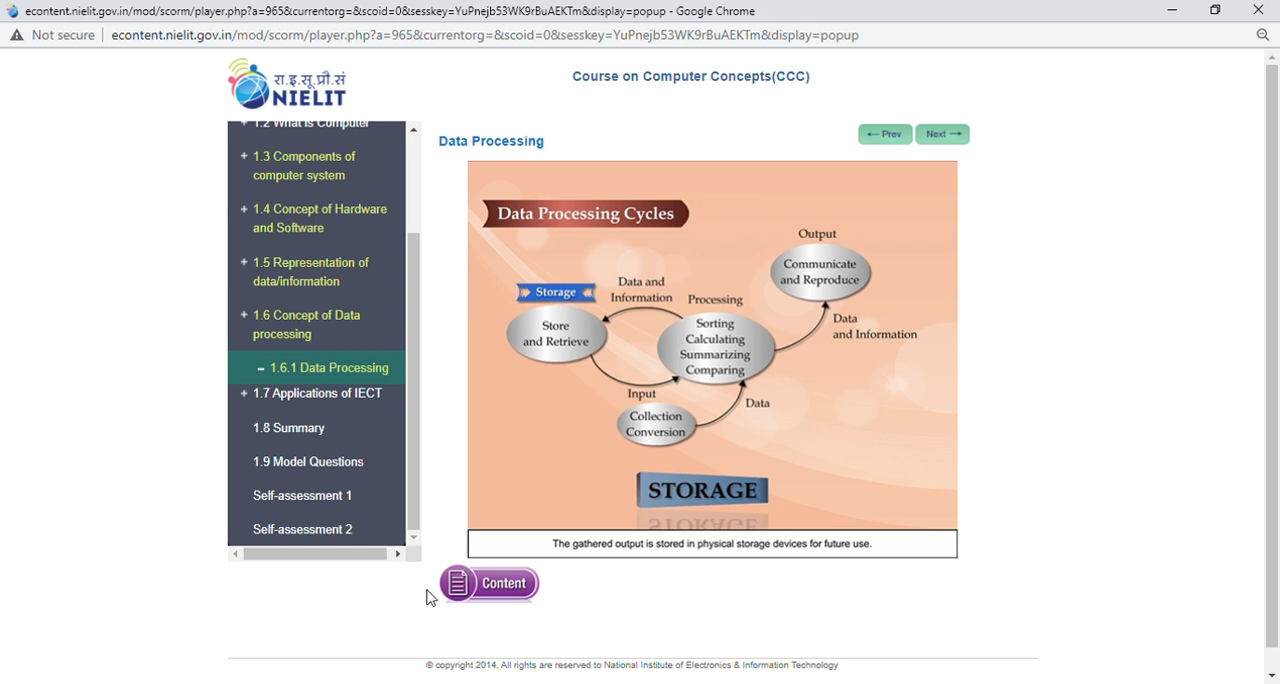 econtent.nielit.gov.in/mod/scorm/player.php?a=965&currentorg=&scoid=0&sesskey=YuPnejb53WK9rBuAEKTm&display=popup - Google Chrome
Not secure
econtent.nielit.gov.in/mod/scorm/player.php?a=965&currentorg=&scoid=0&sesskey=YuPnejb53WK9rBuAEKTm&display=popup
रा.इ.सू.प्रौ.सं
NIELIT
Course on Computer Concepts(CCC)
+ 1.2 What is Computer
+ 1.3 Components of
computer system
+ 1.4 Concept of Hardware
and Software
+ 1.5 Representation of
data/information
+ 1.6 Concept of Data
processing
– 1.6.1 Data Processing
+ 1.7 Applications of IECT
1.8 Summary
1.9 Model Questions
Self-assessment 1
Self-assessment 2
Data Processing
← Prev
Next →
Data Processing Cycles
Output
Communicate
and Reproduce
Data and
Information
Processing
Storage
Store
and Retrieve
Sorting
Calculating
Summarizing
Comparing
Data
and Information
Input
Data
Collection
Conversion
STORAGE
The gathered output is stored in physical storage devices for future use.
Content
© copyright 2014, All rights are reserved to National Institute of Electronics & Information Technology